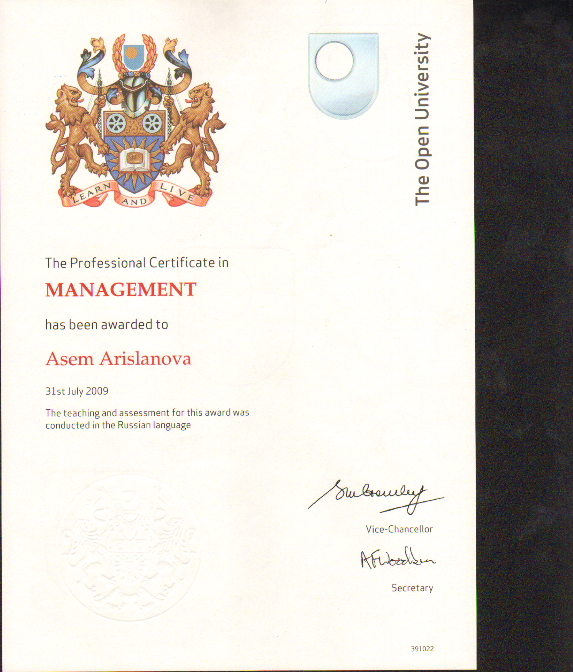 LEARN AND LIVE
The Open University
The Professional Certificate in
MANAGEMENT
has been awarded to
Asem Arislanova
31st July 2009
The teaching and assessment for this award was
conducted in the Russian language
Vice-Chancellor
Secretary
391022